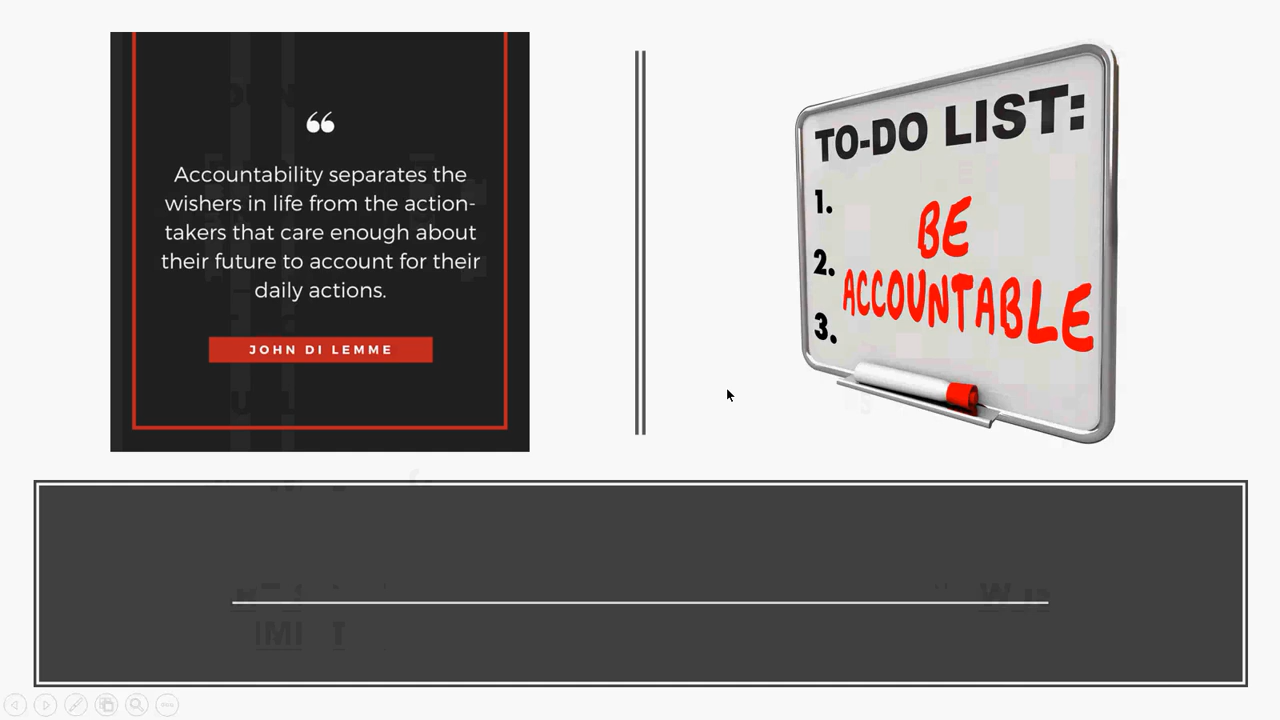 ❝
Accountability separates the
wishers in life from the action-
takers that care enough about
their future to account for their
daily actions.
JOHN DI LEMME
TO-DO LIST:
1.
2.
3.
BE
ACCOUNTABLE